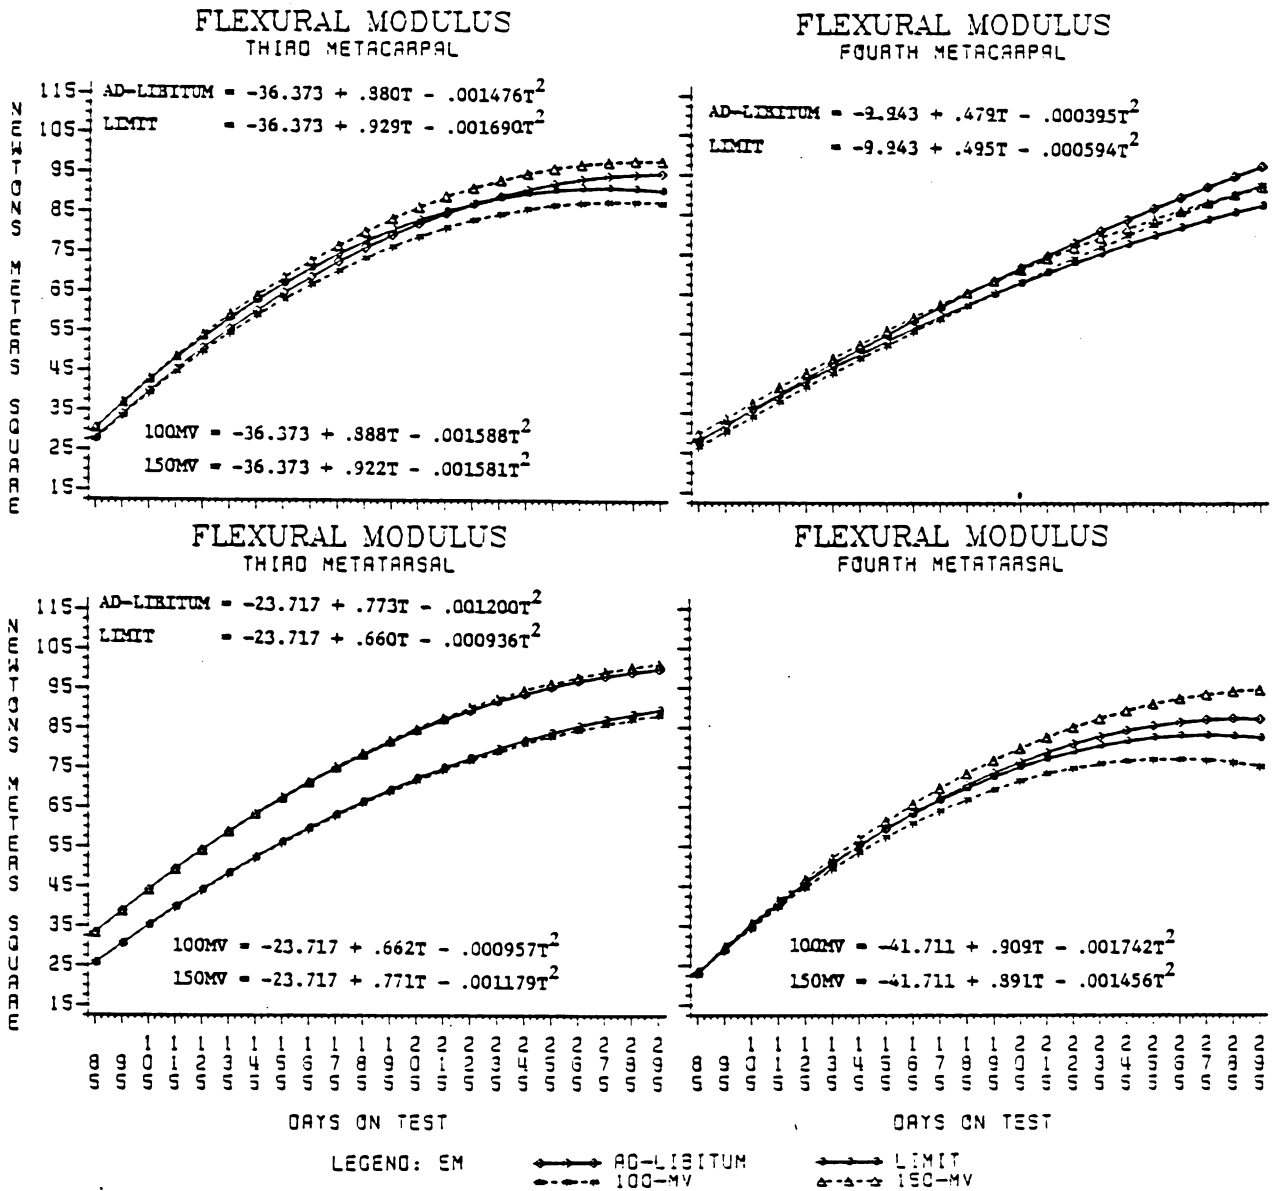 FLEXURAL MODULUS
THIRD METACARPAL
AD-LIBITUM = -36.373 + .880T - .001476T²
LIMIT = -36.373 + .929T - .001690T²
100MV = -36.373 + .888T - .001588T²
150MV = -36.373 + .922T - .001581T²
NEWTONS METERS SQUARE
115
105
95
85
75
65
55
45
35
25
15
FLEXURAL MODULUS
FOURTH METACARPAL
AD-LIBITUM = -9.943 + .479T - .000395T²
LIMIT = -9.943 + .495T - .000594T²
FLEXURAL MODULUS
THIRD METATARSAL
AD-LIBITUM = -23.717 + .773T - .001200T²
LIMIT = -23.717 + .660T - .000936T²
100MV = -23.717 + .662T - .000957T²
150MV = -23.717 + .771T - .001179T²
NEWTONS METERS SQUARE
115
105
95
85
75
65
55
45
35
25
15
85 95 105 115 125 135 145 155 165 175 185 195 205 215 225 235 245 255 265 275 285 295
DAYS ON TEST
FLEXURAL MODULUS
FOURTH METATARSAL
100MV = -41.711 + .909T - .001742T²
150MV = -41.711 + .891T - .001456T²
85 95 105 115 125 135 145 155 165 175 185 195 205 215 225 235 245 255 265 275 285 295
DAYS ON TEST
LEGEND: EM AD-LIBITUM LIMIT
100-MV 150-MV